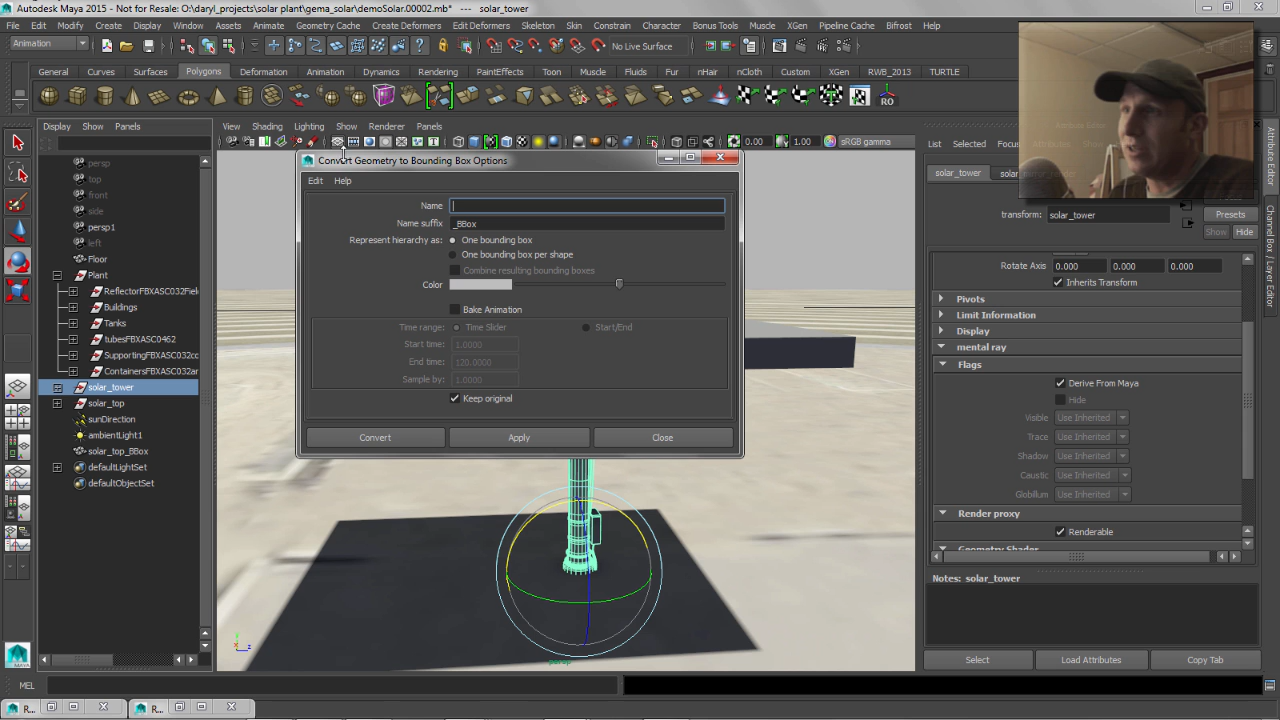 Autodesk Maya 2015 - Not for Resale: O:\daryl_projects\solar plant\gema_solar\demoSolar.00002.mb* --- solar_tower
File Edit Modify Create Display Window Assets Animate Geometry Cache Create Deformers Edit Deformers Skeleton Skin Constrain Character Bonus Tools Muscle XGen Pipeline Cache Bifrost Help
Animation
No Live Surface
General Curves Surfaces Polygons Deformation Animation Dynamics Rendering PaintEffects Toon Muscle Fluids Fur nHair nCloth Custom XGen RWB_2013 TURTLE
RO
Display Show Panels
View Shading Lighting Show Renderer Panels
0.00 1.00 sRGB gamma
persp
top
front
side
persp1
left
Floor
Plant
ReflectorFBXASC032Fiel
Buildings
Tanks
tubesFBXASC0462
SupportingFBXASC032cc
ContainersFBXASC032ar
solar_tower
solar_top
sunDirection
ambientLight1
solar_top_BBox
defaultLightSet
defaultObjectSet
Convert Geometry to Bounding Box Options
Edit Help
Name
Name suffix _BBox
Represent hierarchy as: One bounding box
One bounding box per shape
Combine resulting bounding boxes
Color
Bake Animation
Time range: Time Slider Start/End
Start time: 1.0000
End time: 120.0000
Sample by: 1.0000
Keep original
Convert Apply Close
persp
List Selected Focus
solar_tower
transform: solar_tower
Presets
Show Hide
Rotate Axis 0.000 0.000 0.000
Inherits Transform
Pivots
Limit Information
Display
mental ray
Flags
Derive From Maya
Hide
Visible Use Inherited
Trace Use Inherited
Shadow Use Inherited
Caustic Use Inherited
Globillum Use Inherited
Render proxy
Renderable
Geometry Shader
Notes: solar_tower
Select Load Attributes Copy Tab
Attribute Editor
Channel Box / Layer Editor
MEL
R... R...